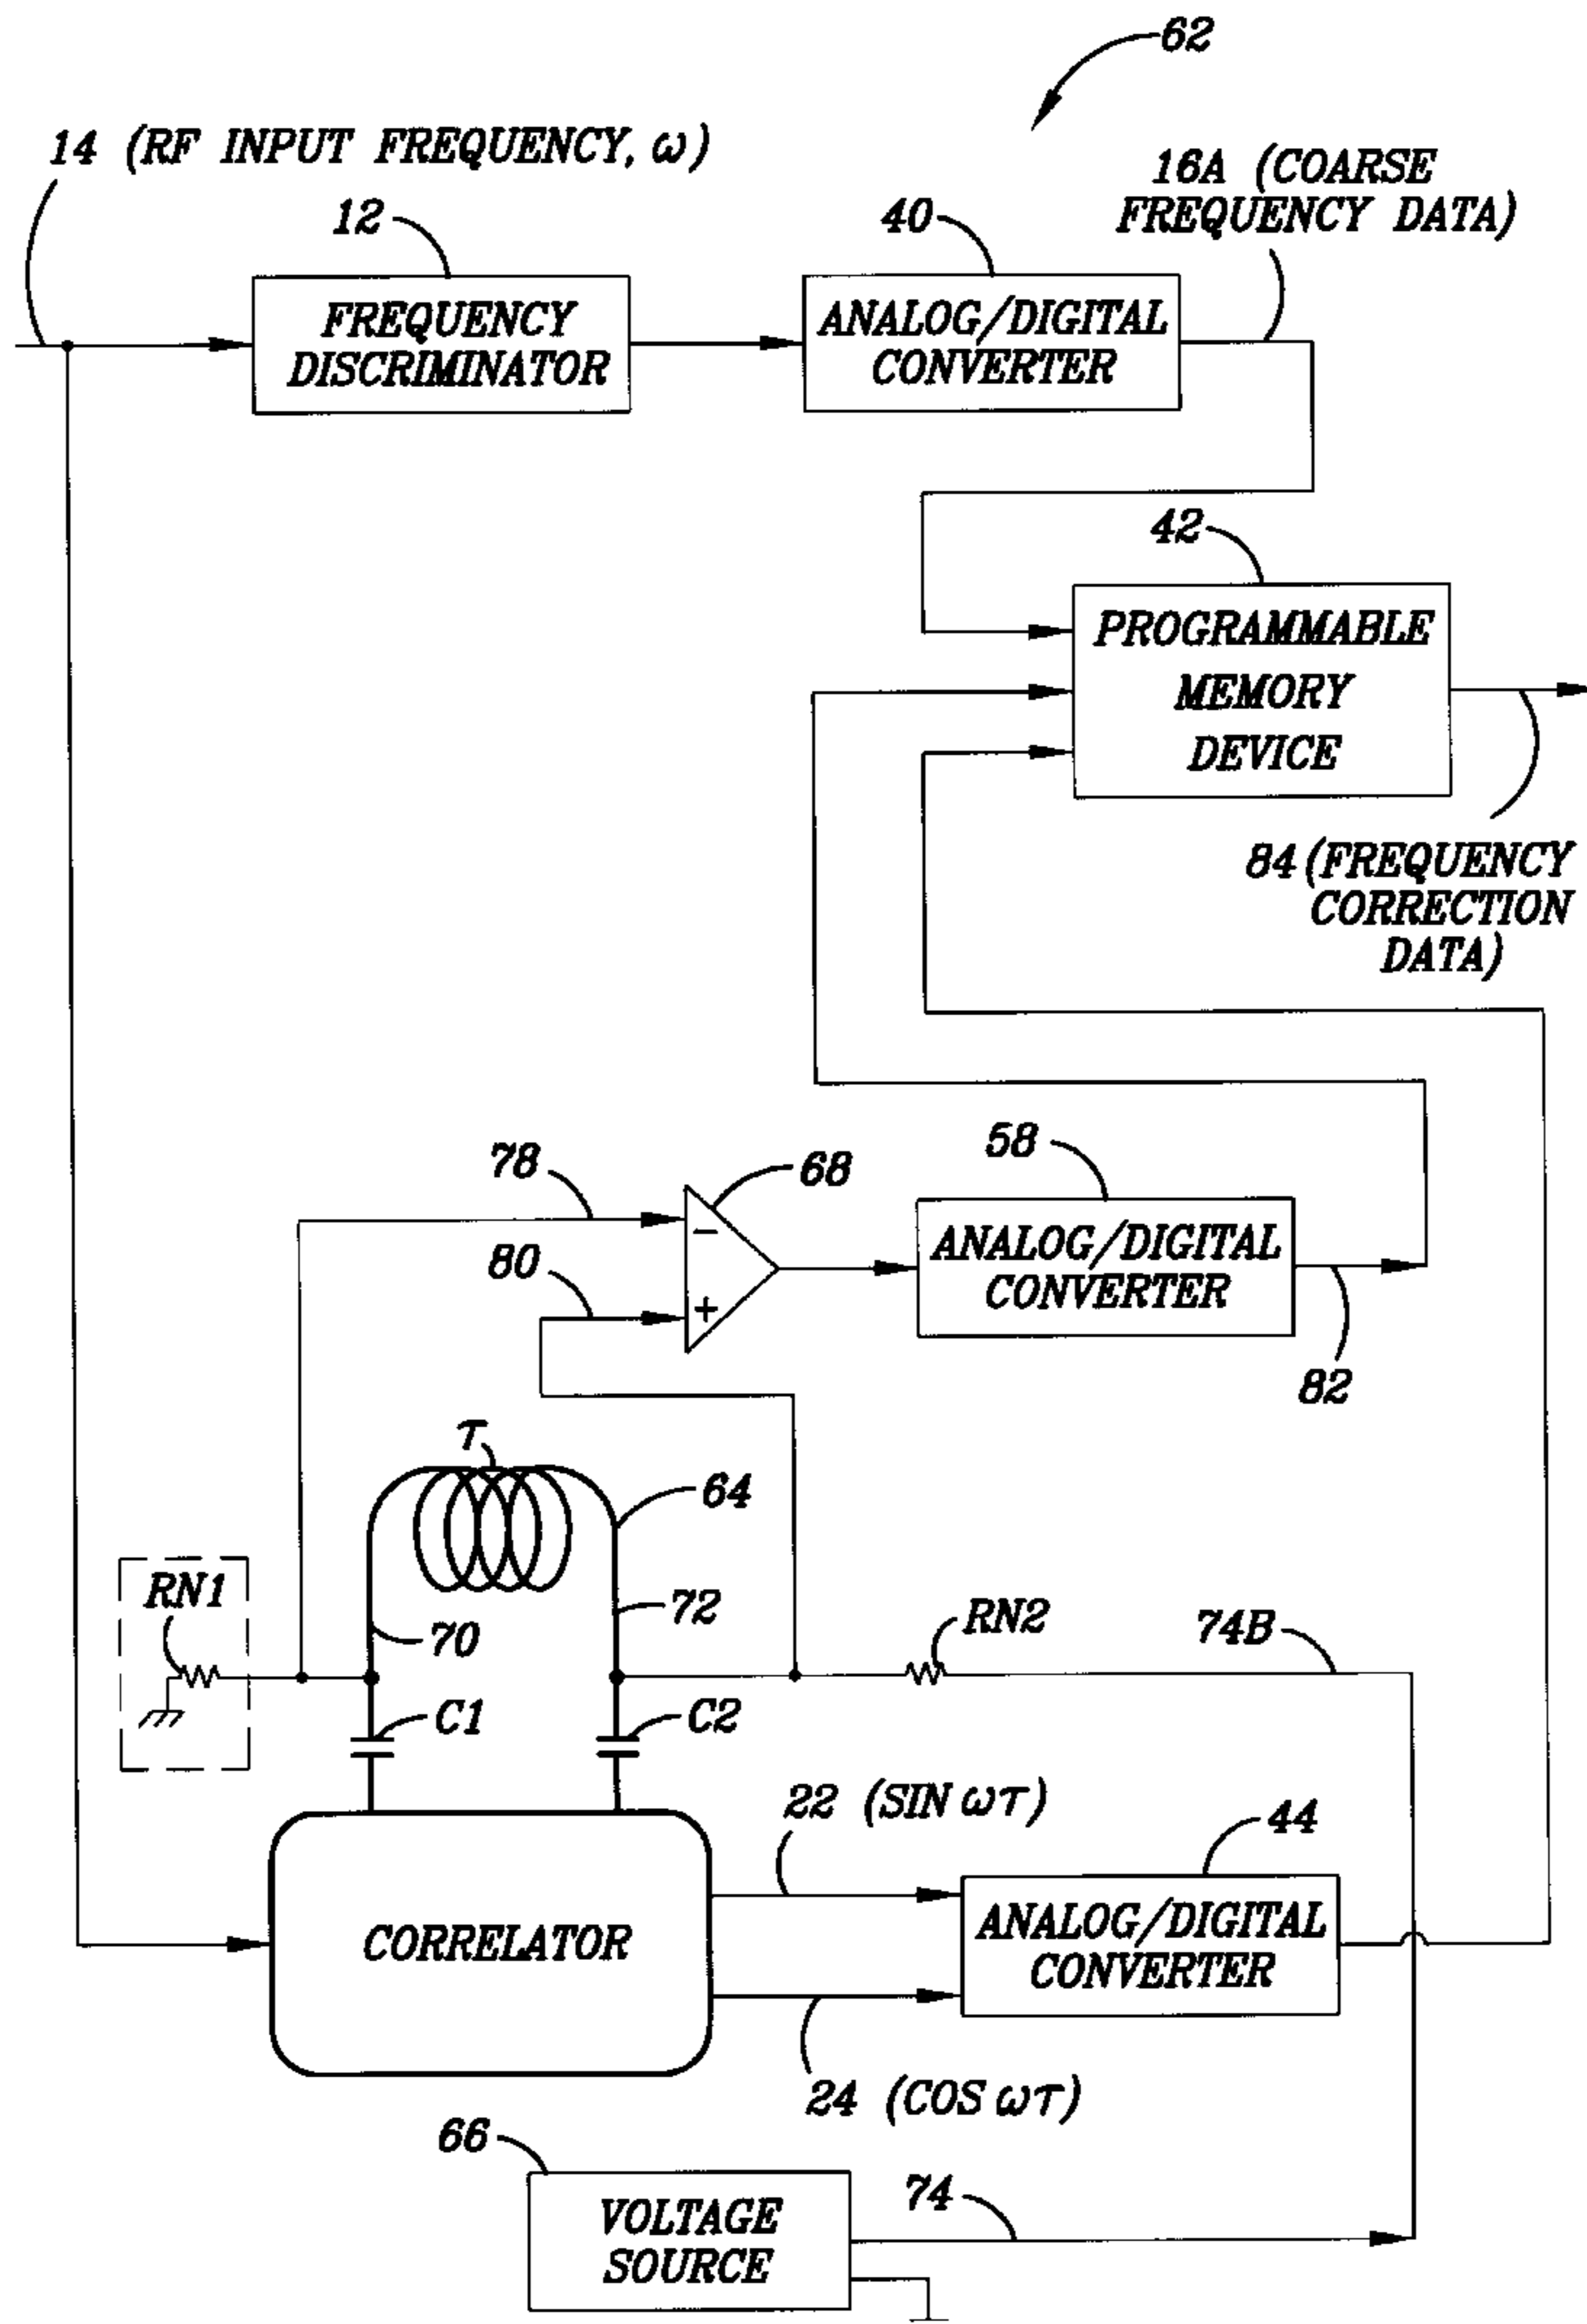 62
14 (RF INPUT FREQUENCY, ω)
16A (COARSE
FREQUENCY DATA)
12
40
FREQUENCY
DISCRIMINATOR
ANALOG/DIGITAL
CONVERTER
42
PROGRAMMABLE
MEMORY
DEVICE
84 (FREQUENCY
CORRECTION
DATA)
78
68
58
80
−
+
ANALOG/DIGITAL
CONVERTER
82
τ
64
RN1
70
72
RN2
74B
C1
C2
22 (SIN ωτ)
44
CORRELATOR
ANALOG/DIGITAL
CONVERTER
24 (COS ωτ)
66
VOLTAGE
SOURCE
74